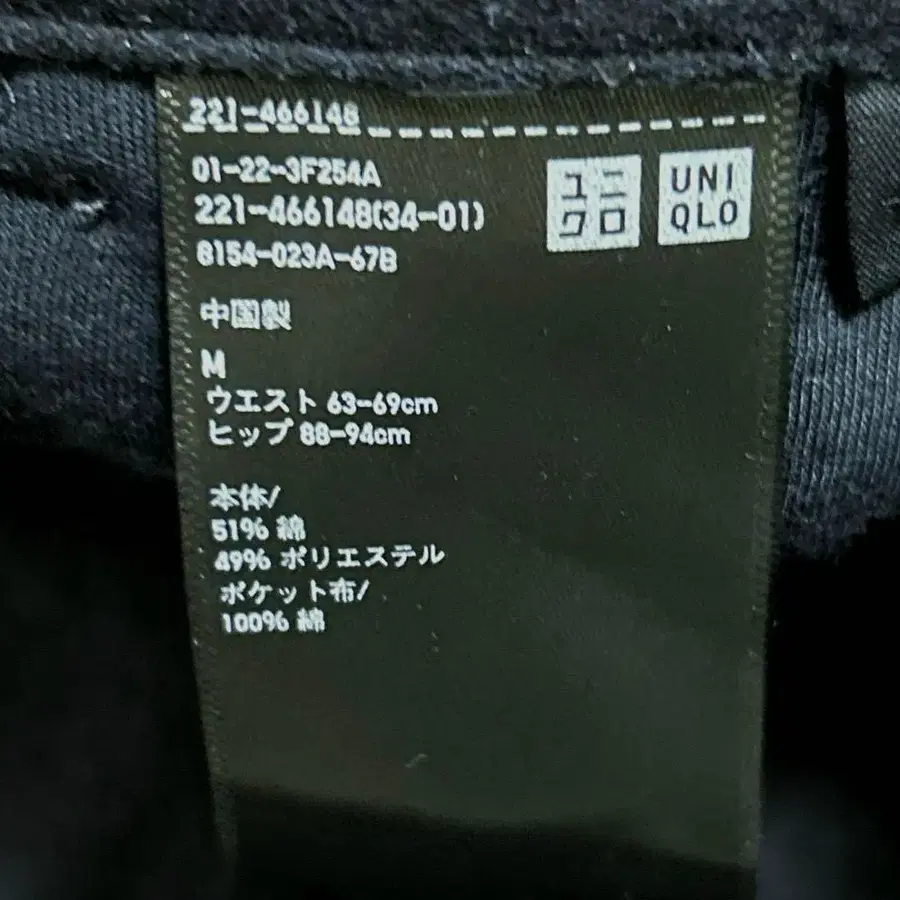 221-466148
01-22-3F254A
221-466148(34-01)
8154-023A-67B
ユニ
クロ
UNI
QLO
中国製
M
ウエスト 63-69cm
ヒップ 88-94cm
本体/
51% 綿
49% ポリエステル
ポケット布/
100% 綿